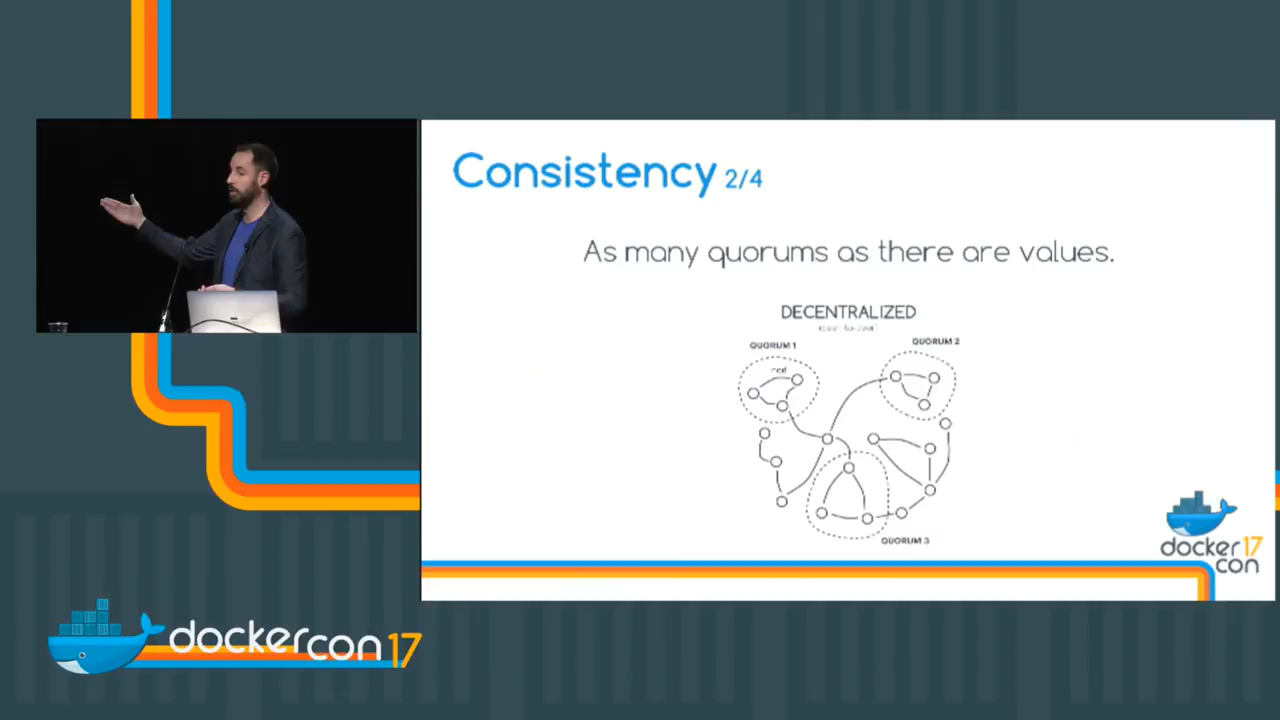 Consistency 2/4
As many quorums as there are values.
DECENTRALIZED
QUORUM 1
QUORUM 2
QUORUM 3
docker 17
con
dockercon 17